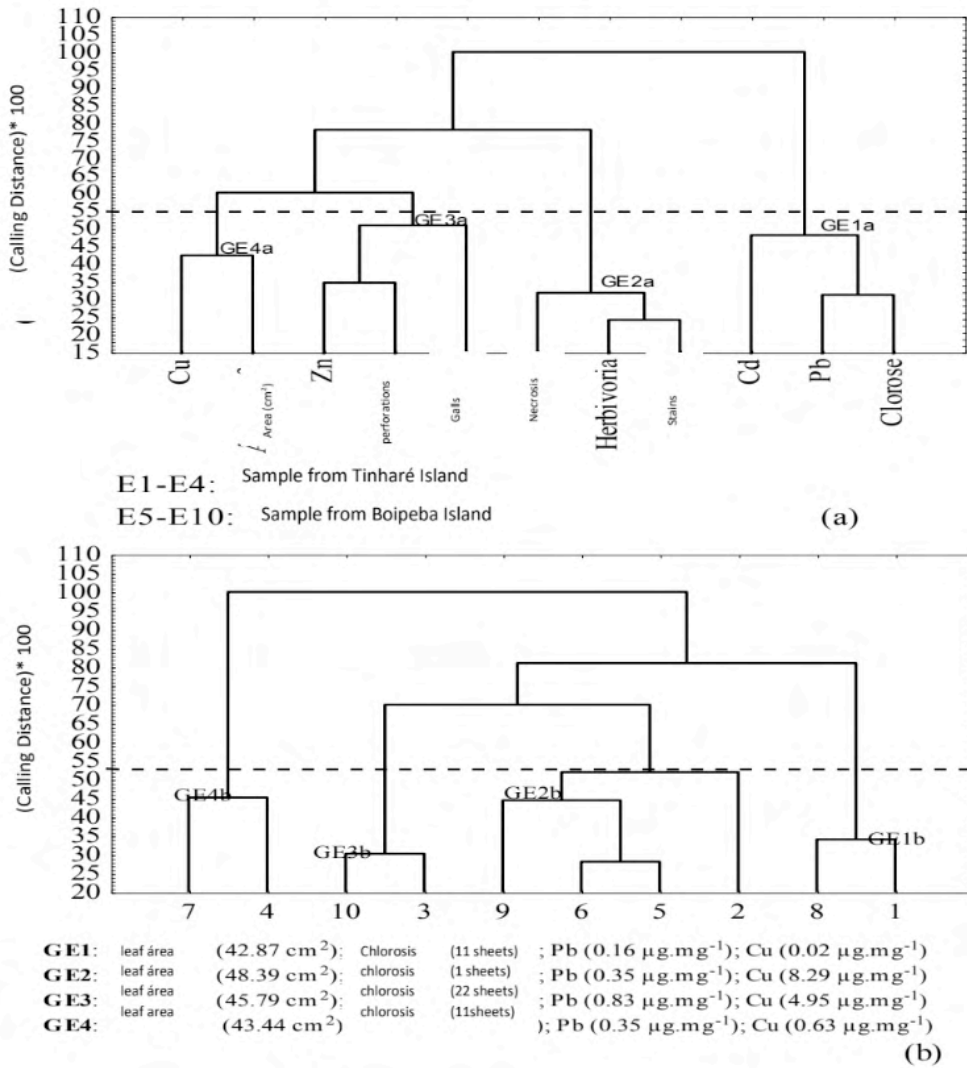 110
105
100
95
90
85
80
75
70
65
60
55
50
45
40
35
30
25
20
15
(Calling Distance)* 100
(
GE4a
GE3a
GE2a
GE1a
Cu
Area (cm²)
Zn
perforations
Galls
Necrosis
Herbivoria
Stains
Cd
Pb
Clorose
E1-E4: Sample from Tinharé Island
E5-E10: Sample from Boipeba Island
(a)
110
105
100
95
90
85
80
75
70
65
60
55
50
45
40
35
30
25
20
(Calling Distance)* 100
GE4b
GE3b
GE2b
GE1b
7 4 10 3 9 6 5 2 8 1
GE1: leaf área (42.87 cm²); Chlorosis (11 sheets) ; Pb (0.16 µg.mg⁻¹); Cu (0.02 µg.mg⁻¹)
GE2: leaf área (48.39 cm²); chlorosis (1 sheets) ; Pb (0.35 µg.mg⁻¹); Cu (8.29 µg.mg⁻¹)
GE3: leaf área (45.79 cm²); chlorosis (22 sheets) ; Pb (0.83 µg.mg⁻¹); Cu (4.95 µg.mg⁻¹)
GE4: leaf area (43.44 cm²) chlorosis (11sheets) ); Pb (0.35 µg.mg⁻¹); Cu (0.63 µg.mg⁻¹)
(b)